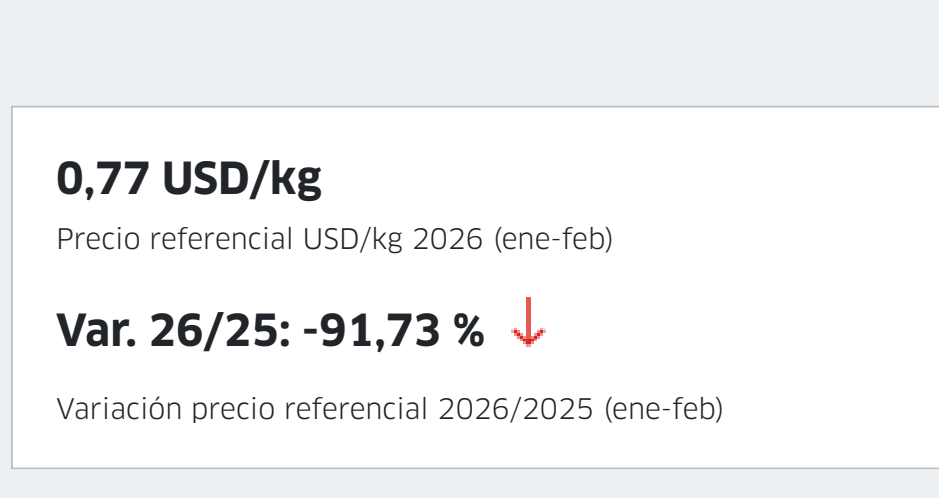 0,77 USD/kg
Precio referencial USD/kg 2026 (ene-feb)
Var. 26/25: -91,73 %
Variación precio referencial 2026/2025 (ene-feb)